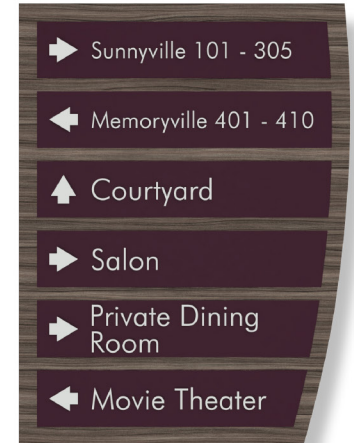 Sunnyville 101 - 305
Memoryville 401 - 410
Courtyard
Salon
Private Dining
Room
Movie Theater